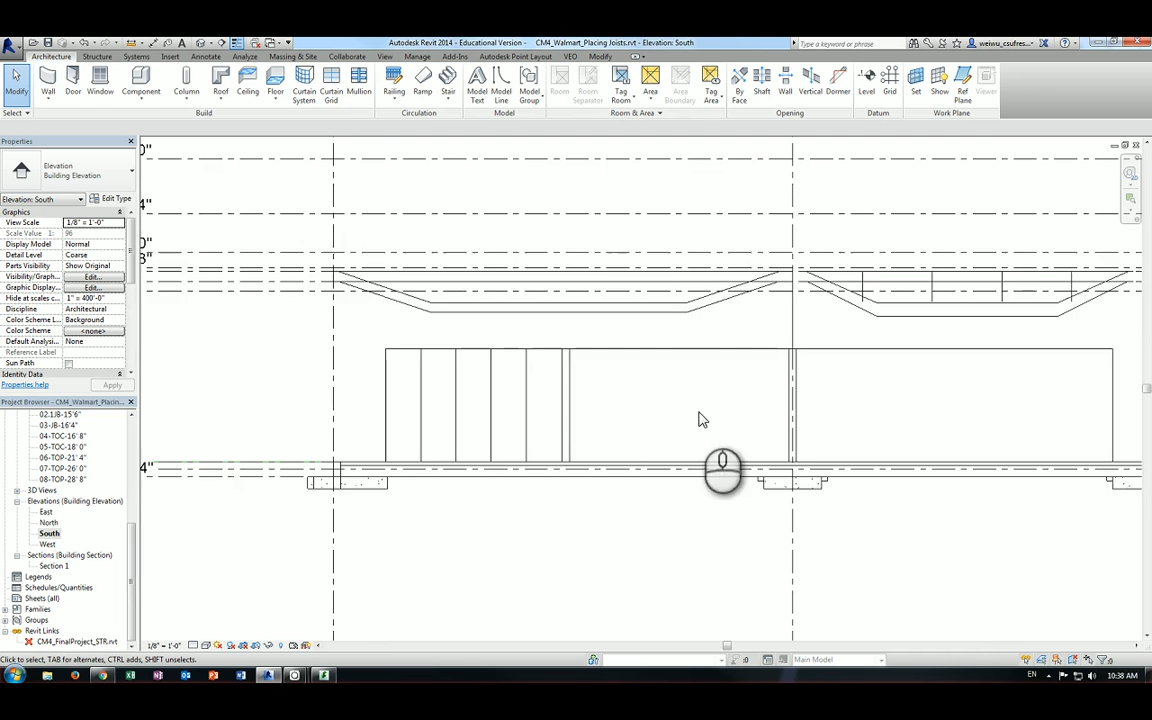 Autodesk Revit 2014 - Educational Version - CM4_Walmart_Placing Joists.rvt - Elevation: South
Type a keyword or phrase
weiwu_csufres...
Architecture Structure Systems Insert Annotate Analyze Massing & Site Collaborate View Manage Add-Ins Autodesk Point Layout VEO Modify
Modify Wall Door Window Component Column Roof Ceiling Floor Curtain System Curtain Grid Mullion Railing Ramp Stair Model Text Model Line Model Group Room Room Separator Tag Room Area Area Boundary Tag Area By Face Shaft Wall Vertical Dormer Level Grid Set Show Ref Plane Viewer
Select Build Circulation Model Room & Area Opening Datum Work Plane
Properties
Elevation
Building Elevation
Elevation: South Edit Type
Graphics
View Scale 1/8" = 1'-0"
Scale Value 1: 96
Display Model Normal
Detail Level Coarse
Parts Visibility Show Original
Visibility/Graph... Edit...
Graphic Display... Edit...
Hide at scales c... 1" = 400'-0"
Discipline Architectural
Color Scheme L... Background
Color Scheme <none>
Default Analysi... None
Reference Label
Sun Path
Identity Data
Properties help Apply
Project Browser - CM4_Walmart_Placin...
02.1JB-15'6"
03-JB-16'4"
04-TOC-16' 8"
05-TOC-18' 0"
06-TOP-21' 4"
07-TOP-26' 0"
08-TOP-28' 8"
3D Views
Elevations (Building Elevation)
East
North
South
West
Sections (Building Section)
Section 1
Legends
Schedules/Quantities
Sheets (all)
Families
Groups
Revit Links
CM4_FinalProject_STR.rvt
0"
4"
0"
8"
4"
1/8" = 1'-0"
Click to select, TAB for alternates, CTRL adds, SHIFT unselects.
:0
Main Model
:0
EN
10:38 AM